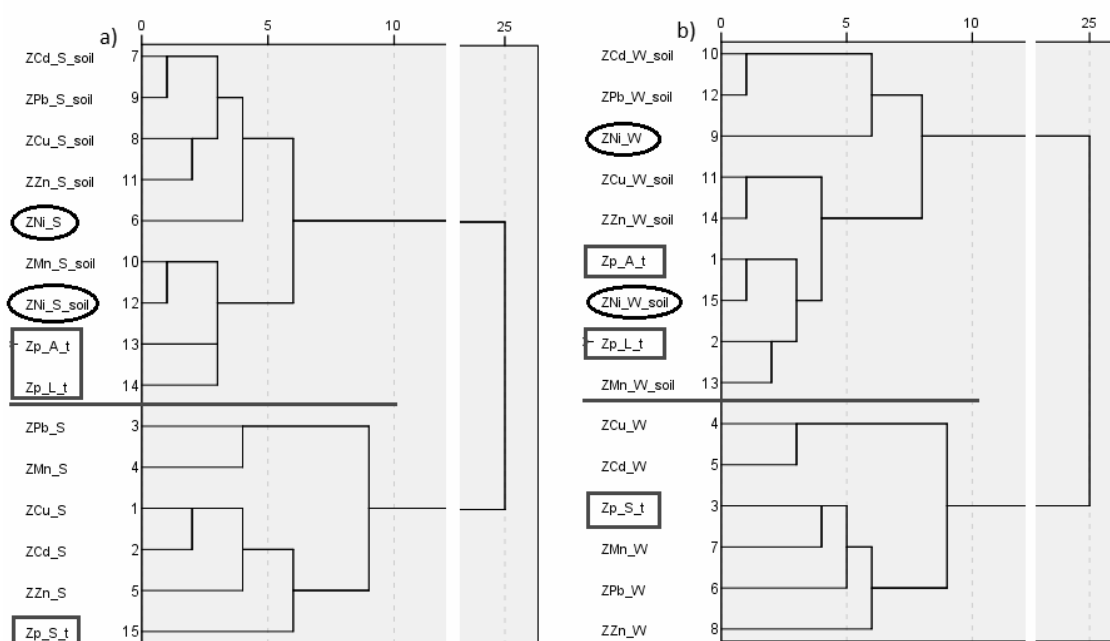 a)
0 5 10 25
ZCd_S_soil 7
ZPb_S_soil 9
ZCu_S_soil 8
ZZn_S_soil 11
ZNi_S 6
ZMn_S_soil 10
ZNi_S_soil 12
Zp_A_t 13
Zp_L_t 14
ZPb_S 3
ZMn_S 4
ZCu_S 1
ZCd_S 2
ZZn_S 5
Zp_S_t 15
b)
0 5 10 25
ZCd_W_soil 10
ZPb_W_soil 12
ZNi_W 9
ZCu_W_soil 11
ZZn_W_soil 14
Zp_A_t 1
ZNi_W_soil 15
Zp_L_t 2
ZMn_W_soil 13
ZCu_W 4
ZCd_W 5
Zp_S_t 3
ZMn_W 7
ZPb_W 6
ZZn_W 8